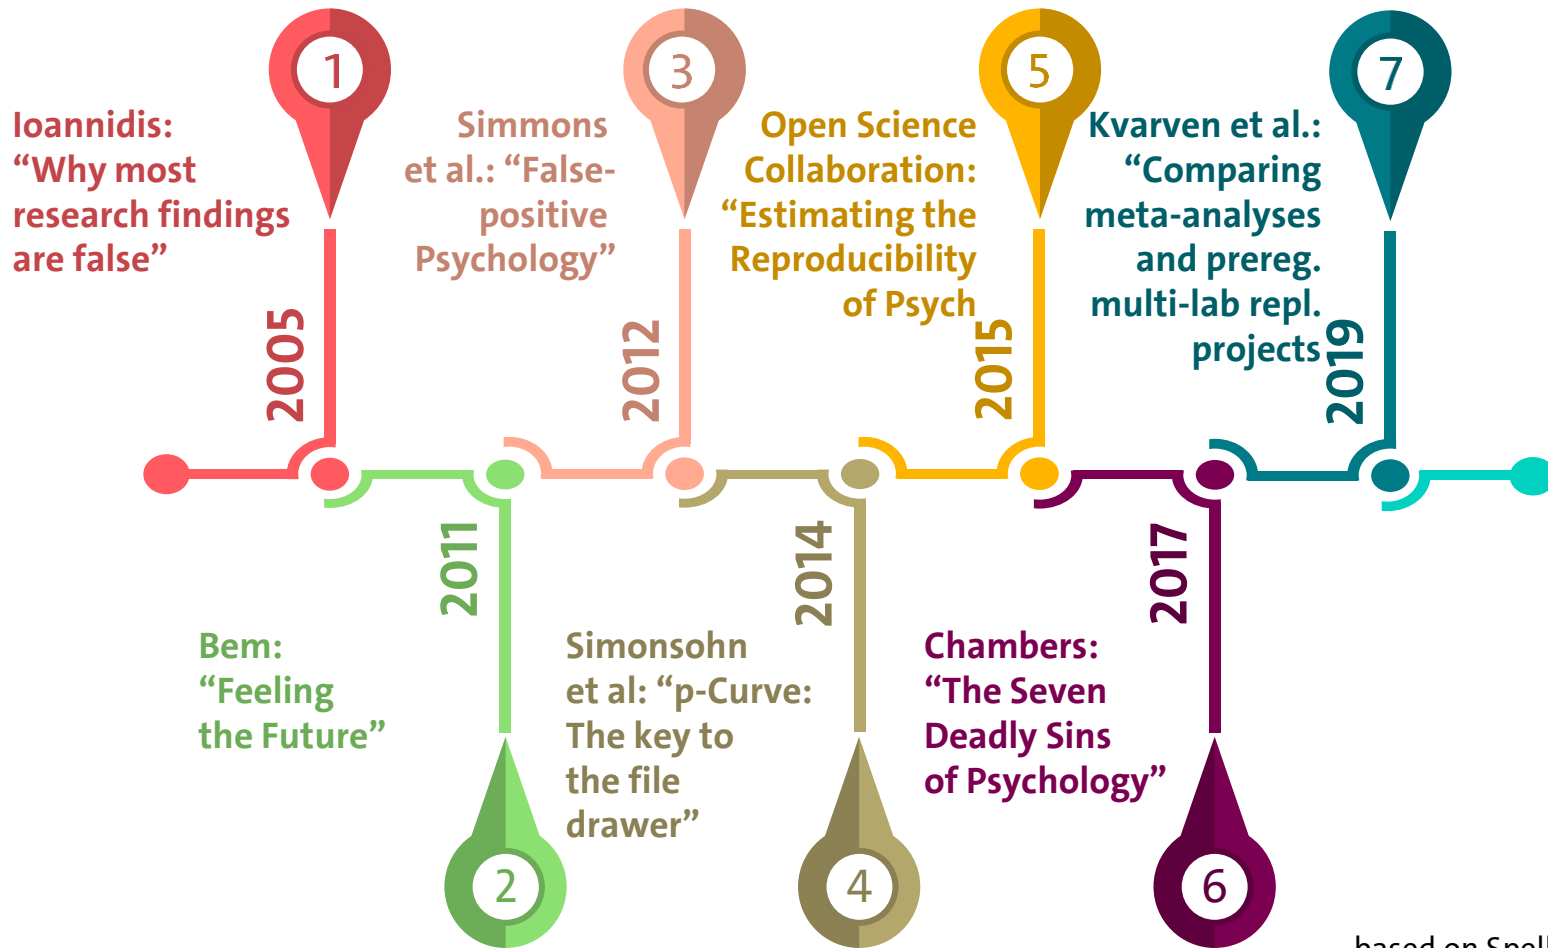 1
Ioannidis:
“Why most
research findings
are false”
2005
2
Bem:
“Feeling
the Future”
2011
3
Simmons
et al.: “False-
positive
Psychology”
2012
4
Simonsohn
et al: “p-Curve:
The key to
the file
drawer”
2014
5
Open Science
Collaboration:
“Estimating the
Reproducibility
of Psych
2015
6
Chambers:
“The Seven
Deadly Sins
of Psychology”
2017
7
Kvarven et al.:
“Comparing
meta-analyses
and prereg.
multi-lab repl.
projects
2019
based on